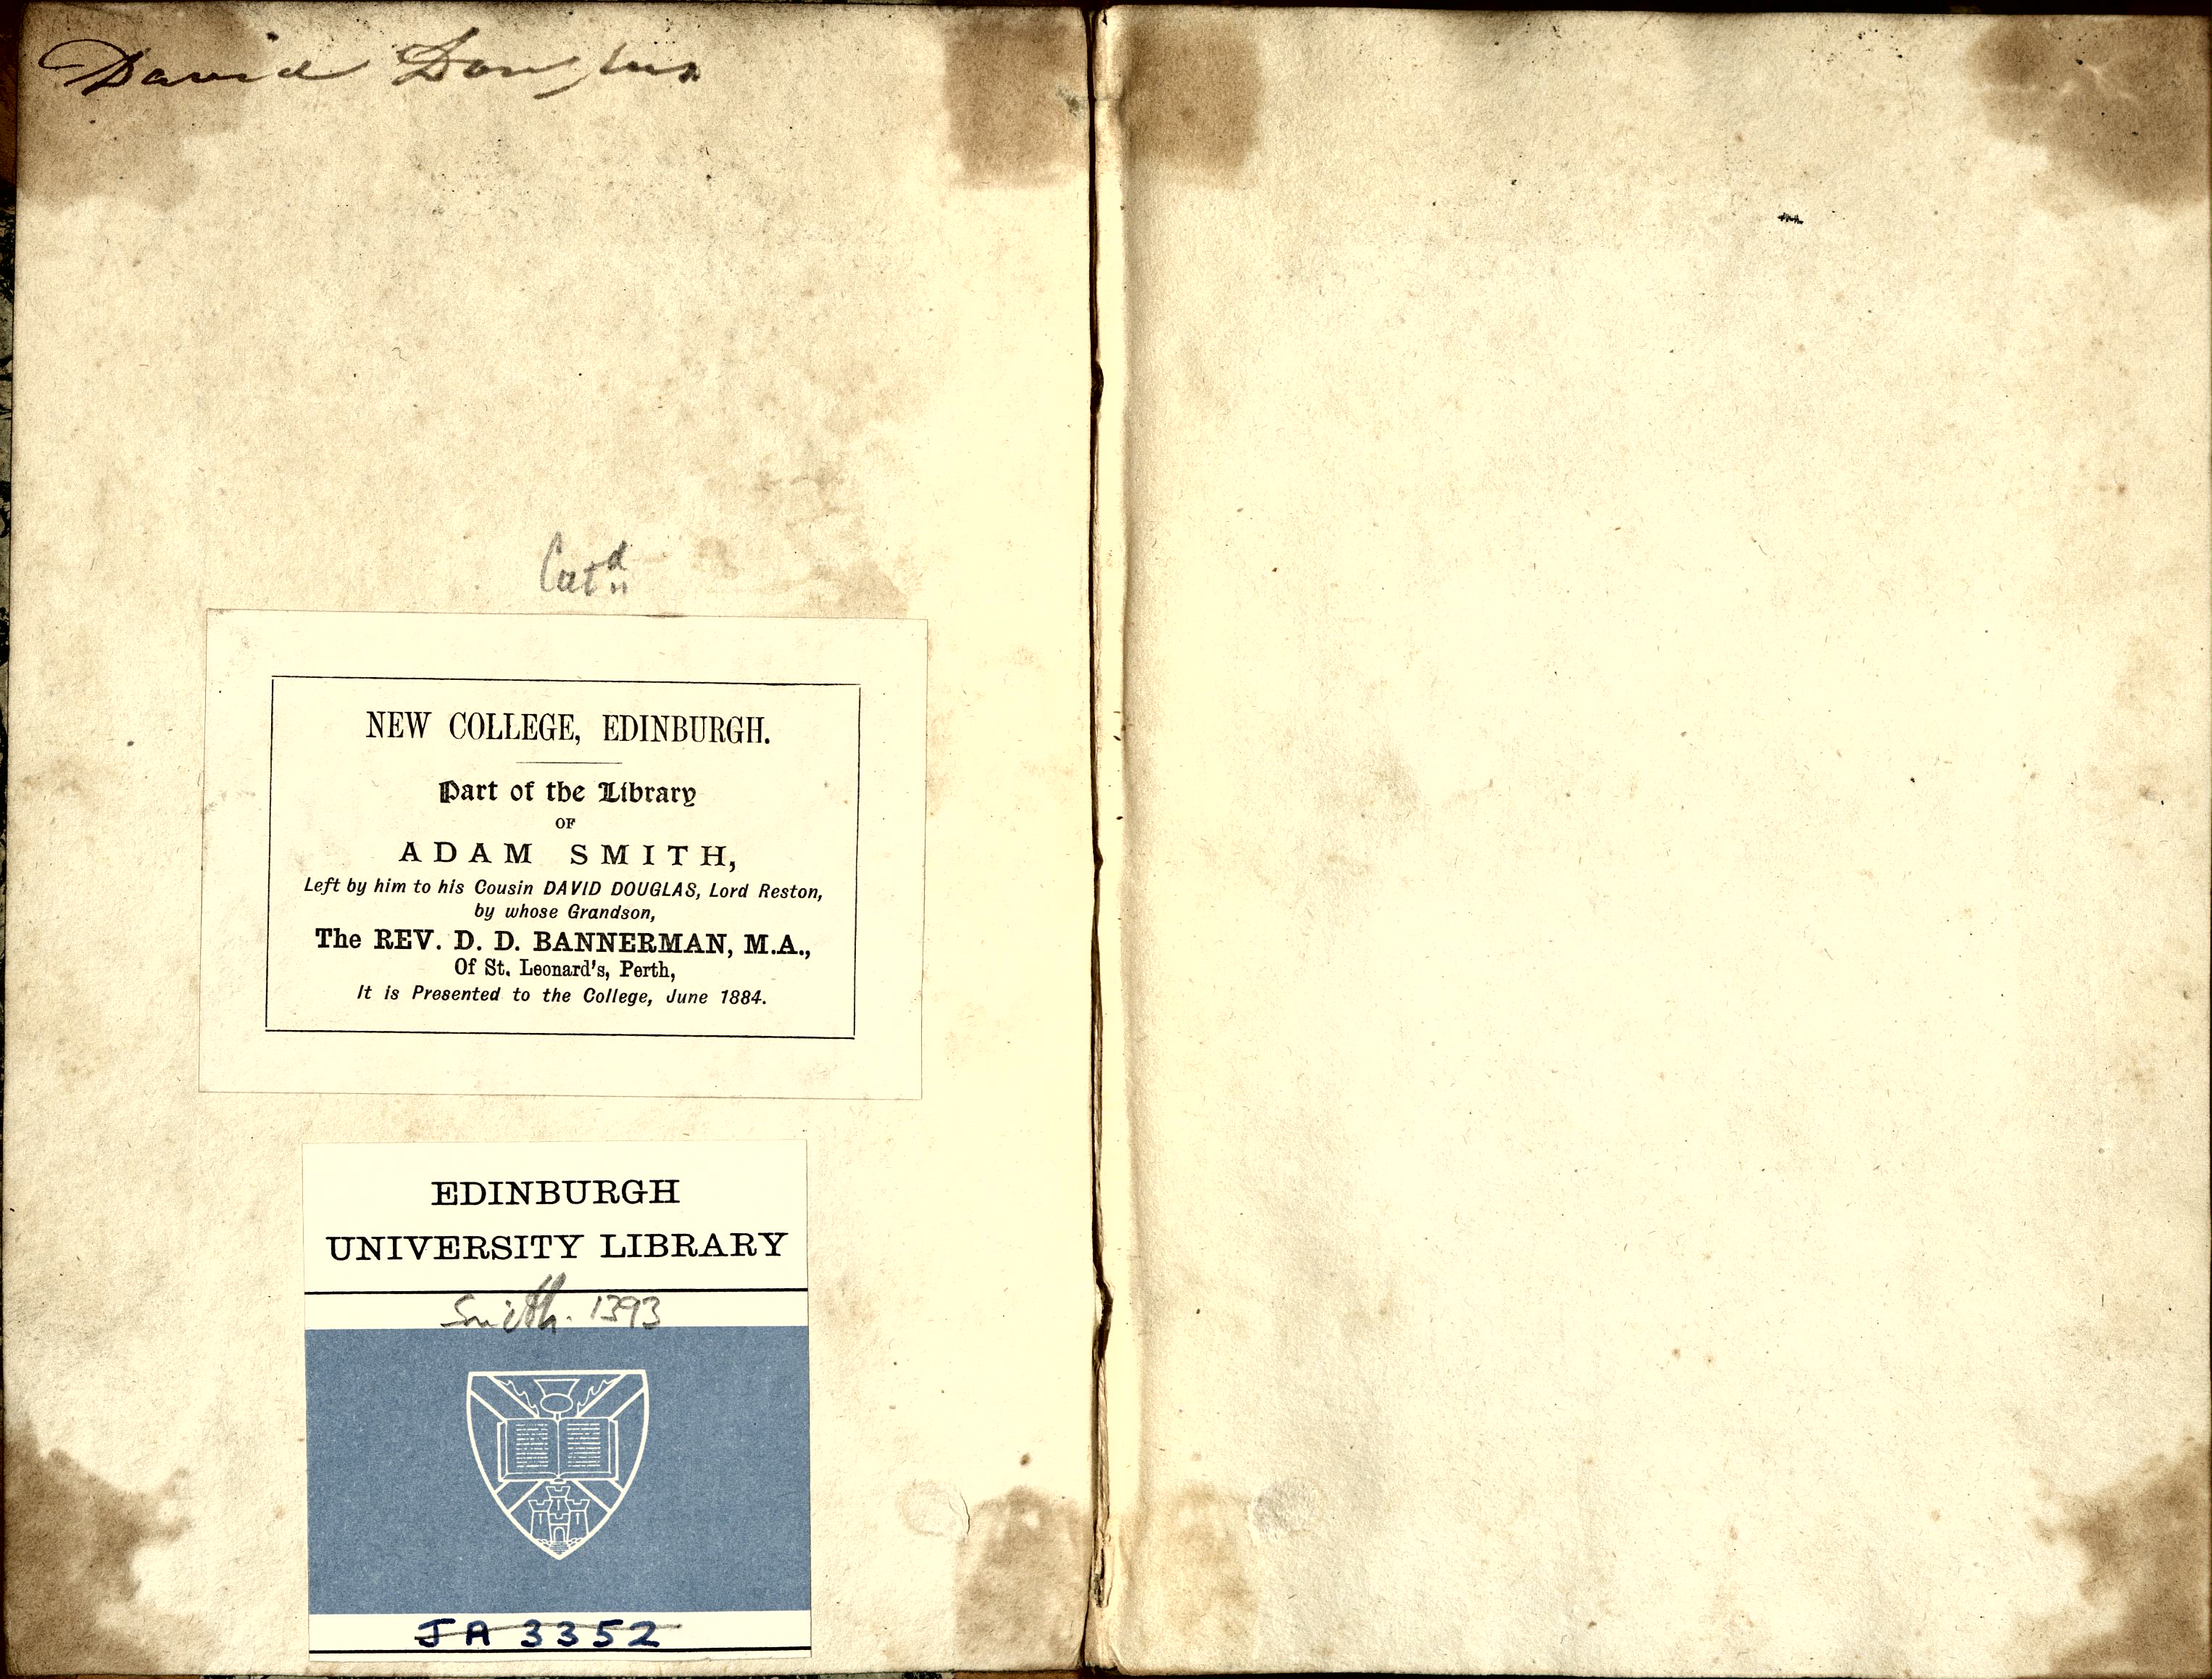 David Douglas
Catd
NEW COLLEGE, EDINBURGH.
Part of the Library
OF
ADAM SMITH,
Left by him to his Cousin DAVID DOUGLAS, Lord Reston,
by whose Grandson,
The REV. D. D. BANNERMAN, M.A.,
Of St. Leonard's, Perth,
It is Presented to the College, June 1884.
EDINBURGH
UNIVERSITY LIBRARY
Smith. 1393
JA 3352